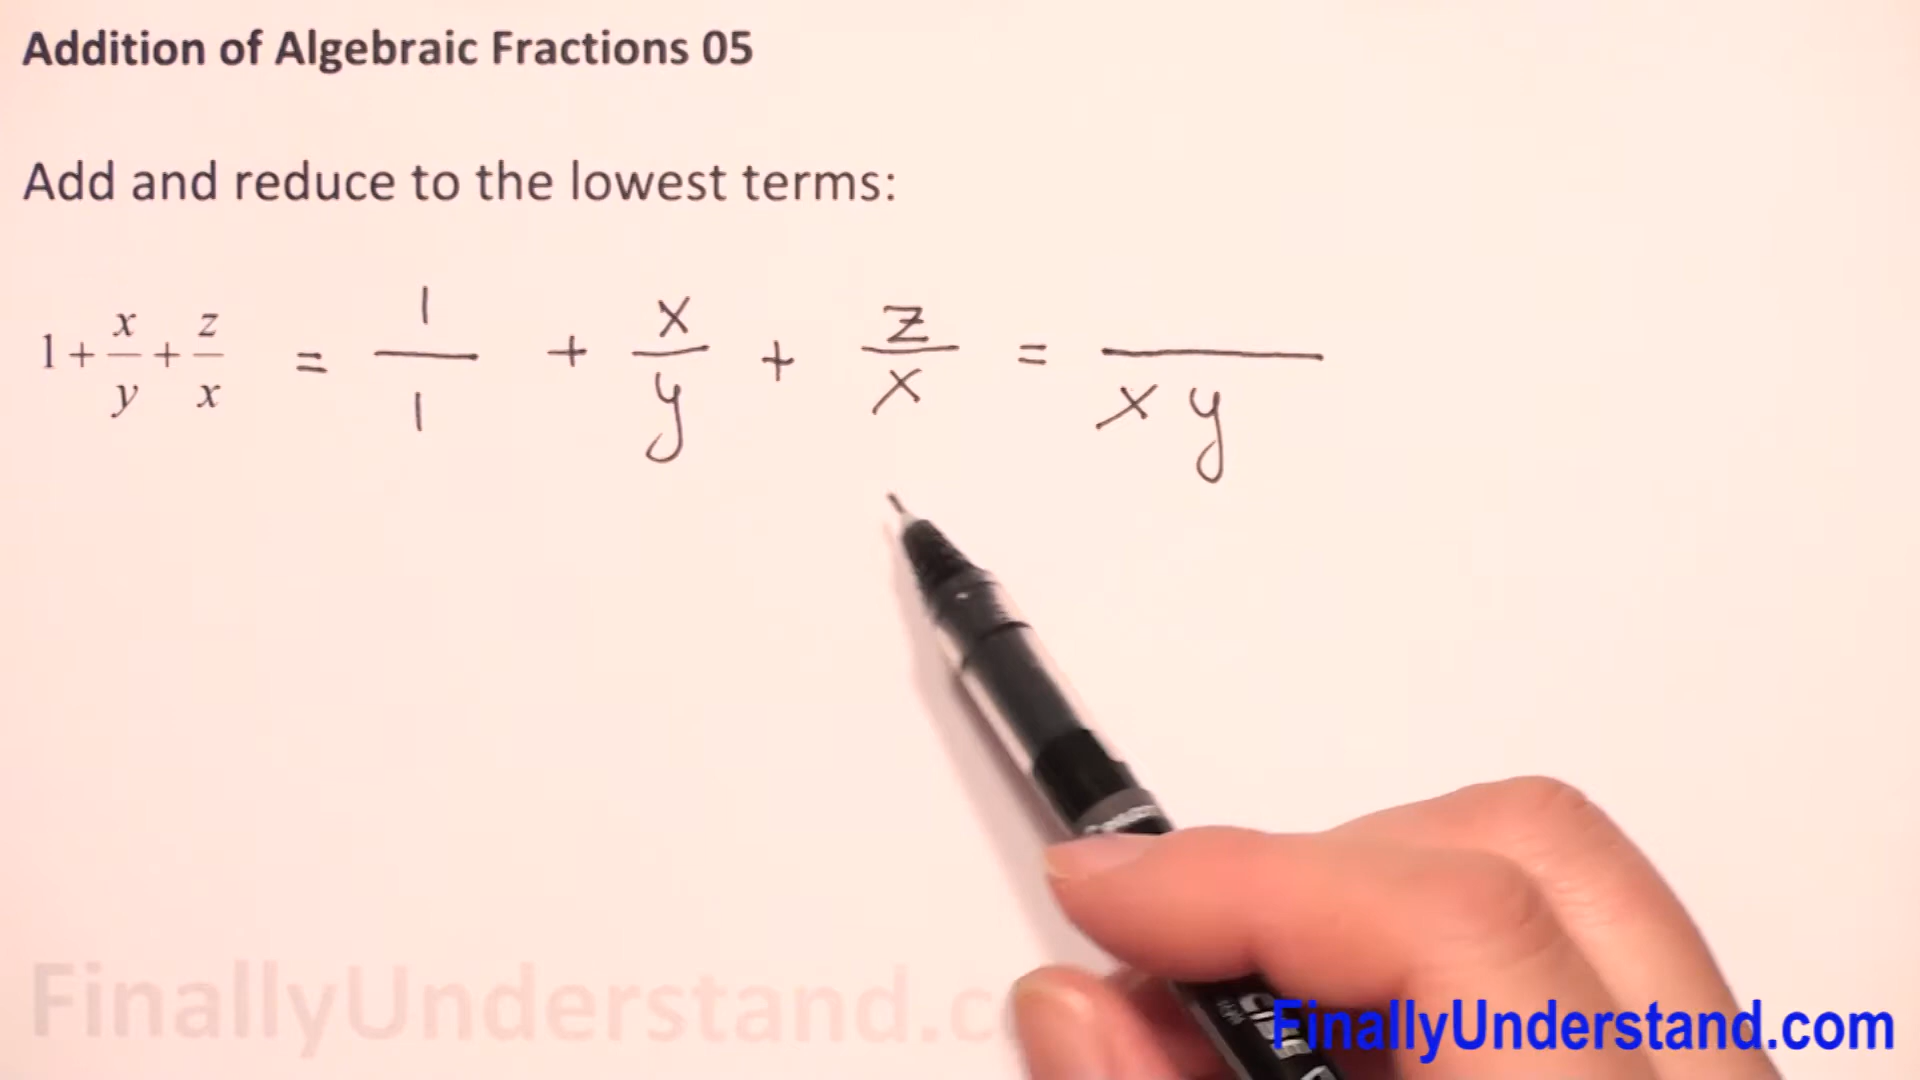 Addition of Algebraic Fractions 05
Add and reduce to the lowest terms:
1 + x/y + z/x = 1/1 + x/y + z/x = /xy
FinallyUnderstand.c
FinallyUnderstand.com